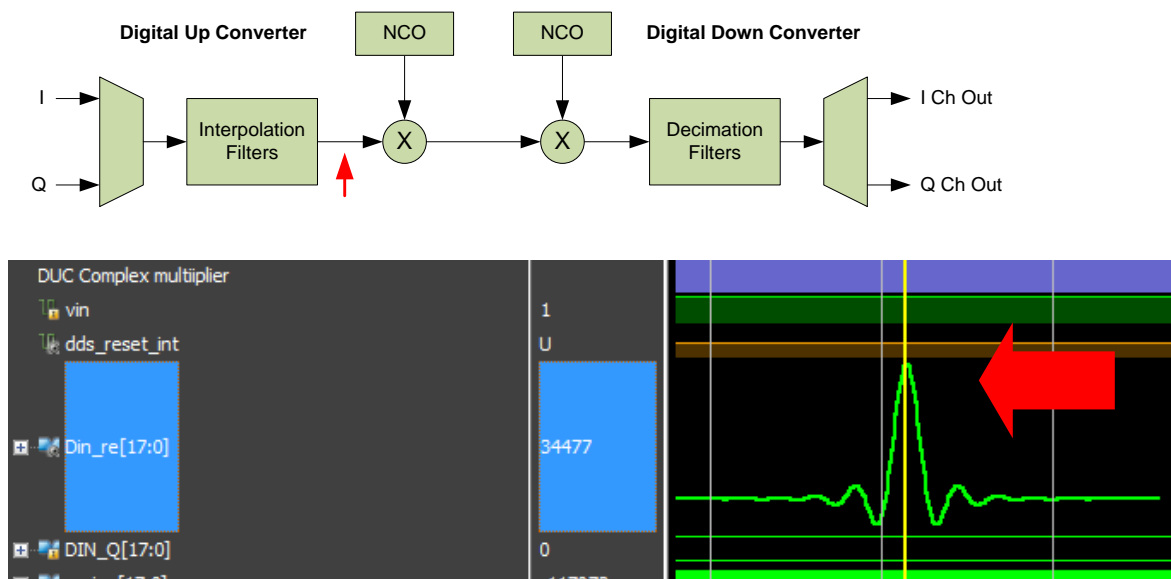 Digital Up Converter
NCO
NCO
Digital Down Converter
I
Q
Interpolation
Filters
X
X
Decimation
Filters
I Ch Out
Q Ch Out
DUC Complex multiiplier
vin
1
dds_reset_int
U
Din_re[17:0]
34477
DIN_Q[17:0]
0